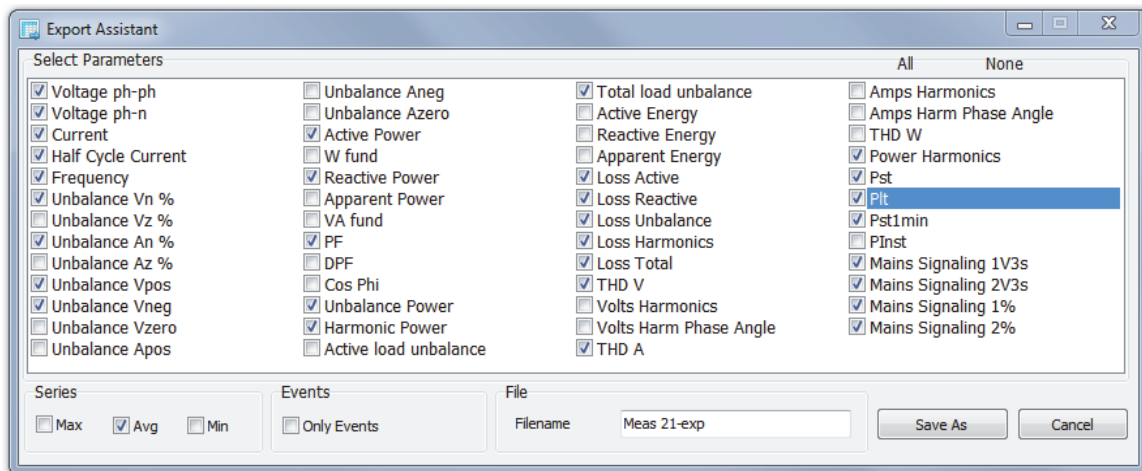 Export Assistant
Select Parameters
All None
Voltage ph-ph
Voltage ph-n
Current
Half Cycle Current
Frequency
Unbalance Vn %
Unbalance Vz %
Unbalance An %
Unbalance Az %
Unbalance Vpos
Unbalance Vneg
Unbalance Vzero
Unbalance Apos
Unbalance Aneg
Unbalance Azero
Active Power
W fund
Reactive Power
Apparent Power
VA fund
PF
DPF
Cos Phi
Unbalance Power
Harmonic Power
Active load unbalance
Total load unbalance
Active Energy
Reactive Energy
Apparent Energy
Loss Active
Loss Reactive
Loss Unbalance
Loss Harmonics
Loss Total
THD V
Volts Harmonics
Volts Harm Phase Angle
THD A
Amps Harmonics
Amps Harm Phase Angle
THD W
Power Harmonics
Pst
Plt
Pst1min
PInst
Mains Signaling 1V3s
Mains Signaling 2V3s
Mains Signaling 1%
Mains Signaling 2%
Series
Max Avg Min
Events
Only Events
File
Filename Meas 21-exp
Save As Cancel